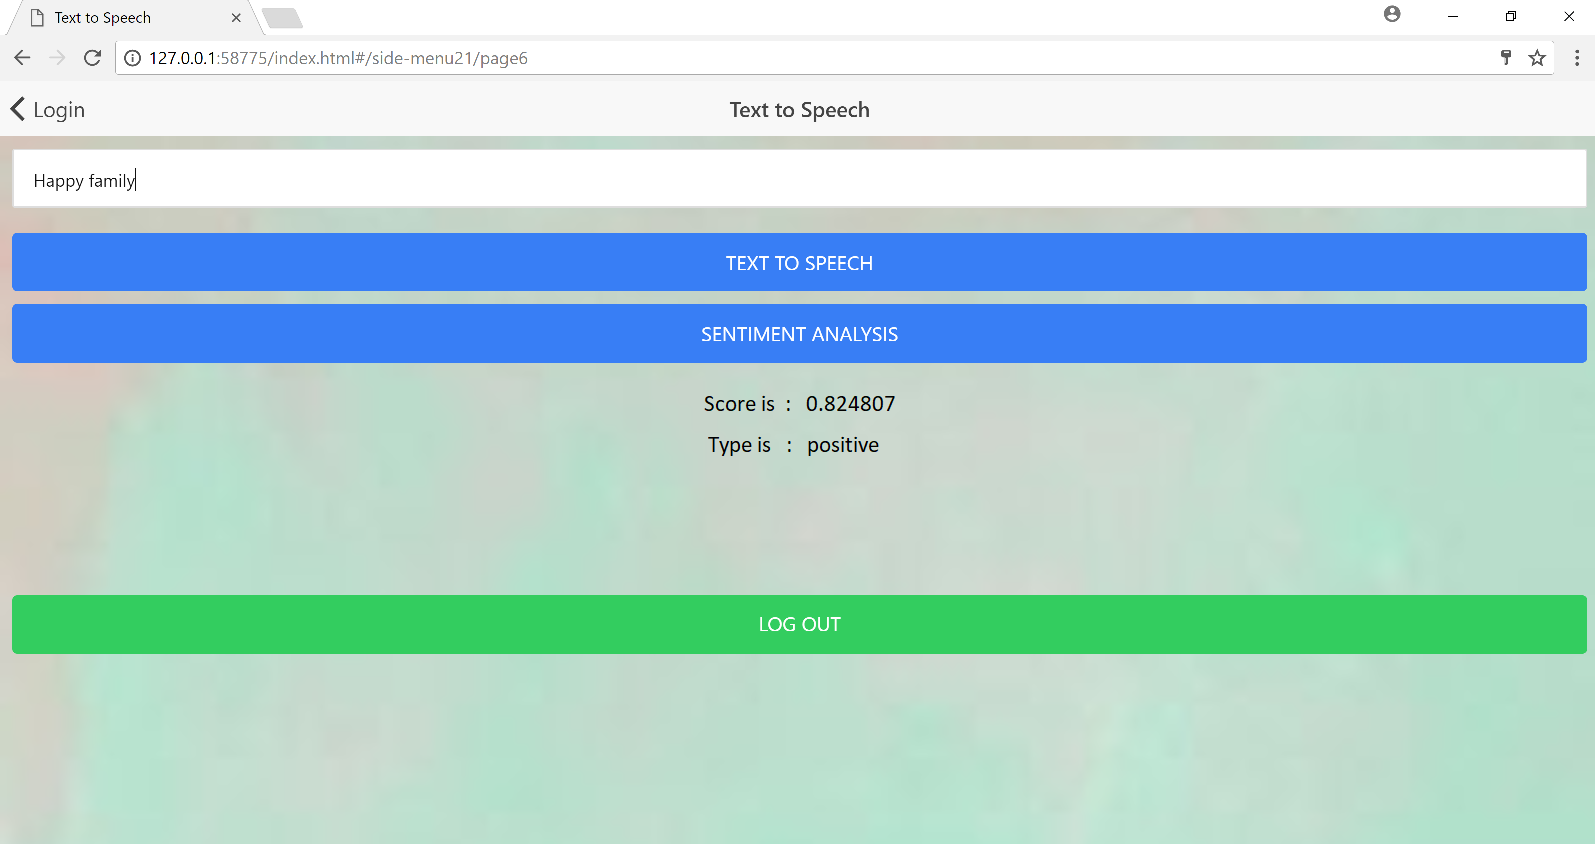 Text to Speech
127.0.0.1:58775/index.html#/side-menu21/page6
Login
Text to Speech
Happy family
TEXT TO SPEECH
SENTIMENT ANALYSIS
Score is : 0.824807
Type is : positive
LOG OUT